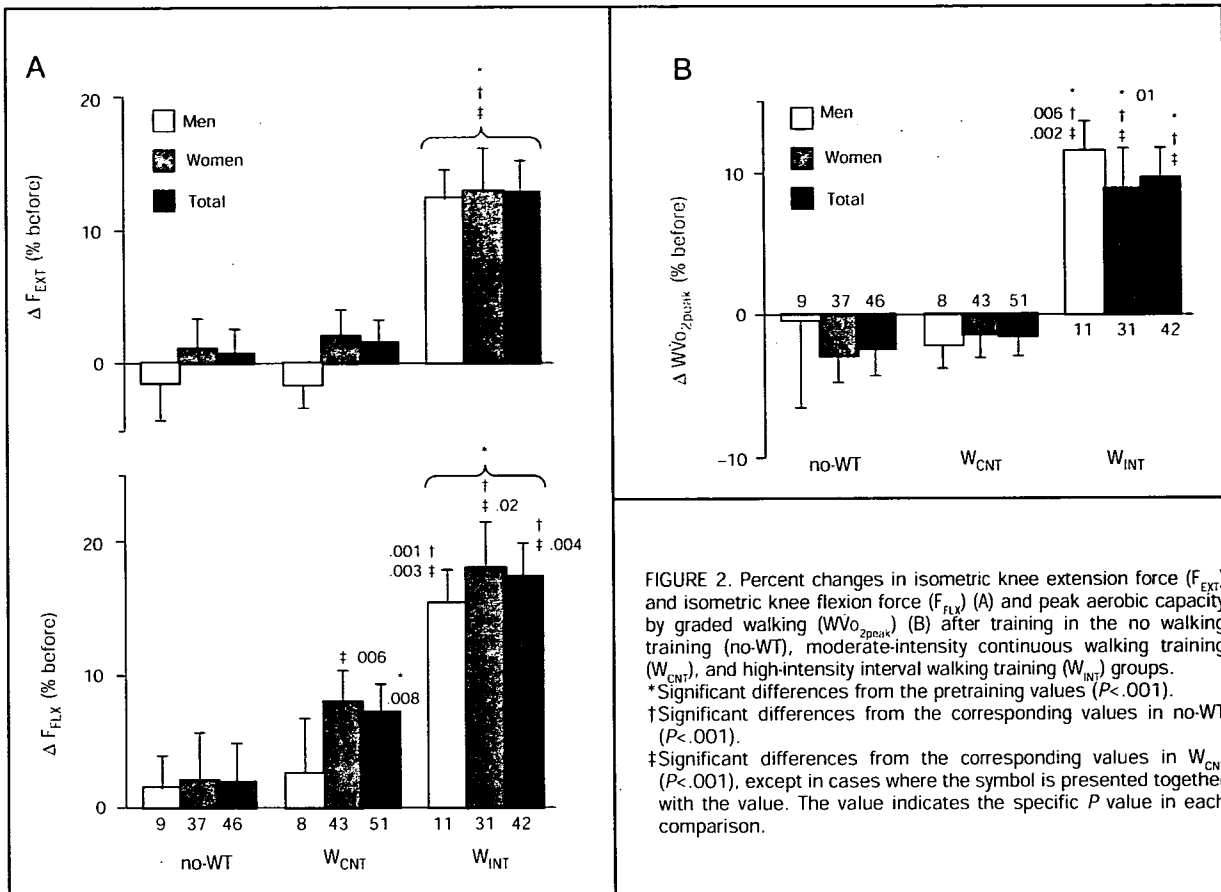 A
20
10
0
Δ F_EXT (% before)
Men
Women
Total
*
†
‡
20
10
0
Δ F_FLX (% before)
‡ 006
*
.008
.001 †
.003 ‡
*
†
‡ .02
†
‡ .004
9 37 46 8 43 51 11 31 42
no-WT W_CNT W_INT
B
10
0
−10
Δ WV̇o_2peak (% before)
Men
Women
Total
*
.006 †
.002 ‡
* 01
†
‡
*
†
‡
9 37 46 8 43 51
11 31 42
no-WT W_CNT W_INT
FIGURE 2. Percent changes in isometric knee extension force (F_EXT)
and isometric knee flexion force (F_FLX) (A) and peak aerobic capacity
by graded walking (WV̇o_2peak) (B) after training in the no walking
training (no-WT), moderate-intensity continuous walking training
(W_CNT), and high-intensity interval walking training (W_INT) groups.
*Significant differences from the pretraining values (P<.001).
†Significant differences from the corresponding values in no-WT
(P<.001).
‡Significant differences from the corresponding values in W_CN
(P<.001), except in cases where the symbol is presented togethe
with the value. The value indicates the specific P value in each
comparison.